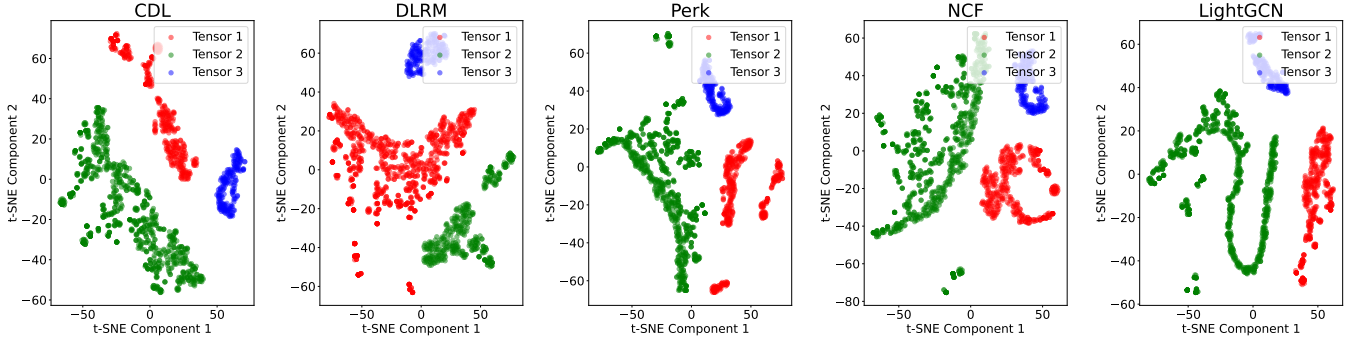 CDL
Tensor 1
Tensor 2
Tensor 3
60
40
20
0
−20
−40
−60
−50
0
50
t-SNE Component 1
t-SNE Component 2
DLRM
Tensor 1
Tensor 2
Tensor 3
80
60
40
20
0
−20
−40
−60
−50
0
50
t-SNE Component 1
t-SNE Component 2
Perk
Tensor 1
Tensor 2
Tensor 3
60
40
20
0
−20
−40
−60
−50
0
50
t-SNE Component 1
t-SNE Component 2
NCF
Tensor 1
Tensor 2
Tensor 3
60
40
20
0
−20
−40
−60
−80
−50
0
50
t-SNE Component 1
t-SNE Component 2
LightGCN
Tensor 1
Tensor 2
Tensor 3
60
40
20
0
−20
−40
−60
−50
0
50
t-SNE Component 1
t-SNE Component 2